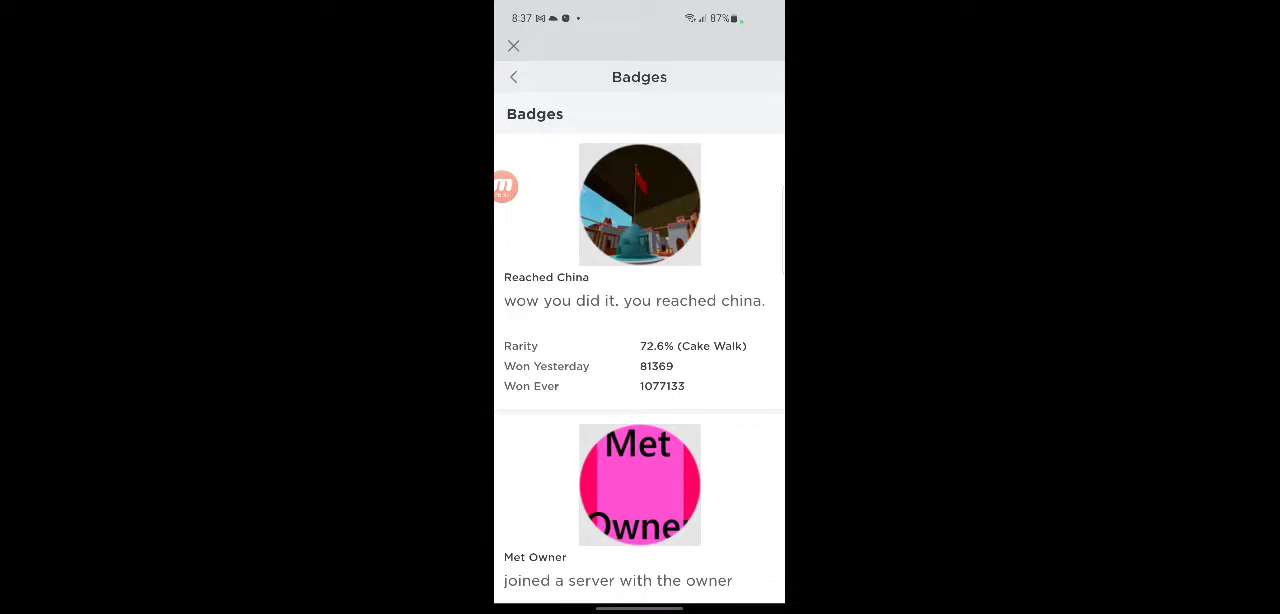 8:37
87%
Badges
Badges
Reached China
wow you did it. you reached china.
Rarity 72.6% (Cake Walk)
Won Yesterday 81369
Won Ever 1077133
Met
Owner
Met Owner
joined a server with the owner